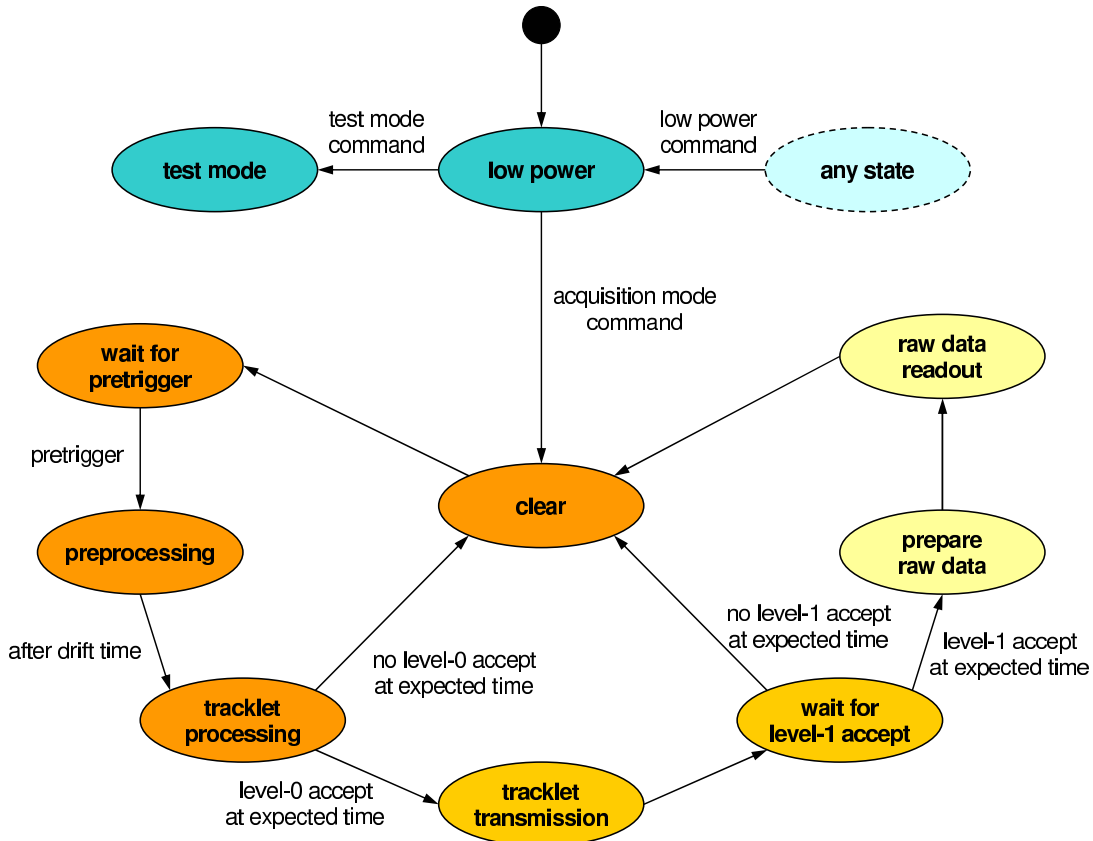 test mode
command
low power
command
test mode
low power
any state
acquisition mode
command
wait for
pretrigger
raw data
readout
pretrigger
clear
preprocessing
prepare
raw data
after drift time
no level-0 accept
at expected time
no level-1 accept
at expected time
level-1 accept
at expected time
tracklet
processing
wait for
level-1 accept
level-0 accept
at expected time
tracklet
transmission